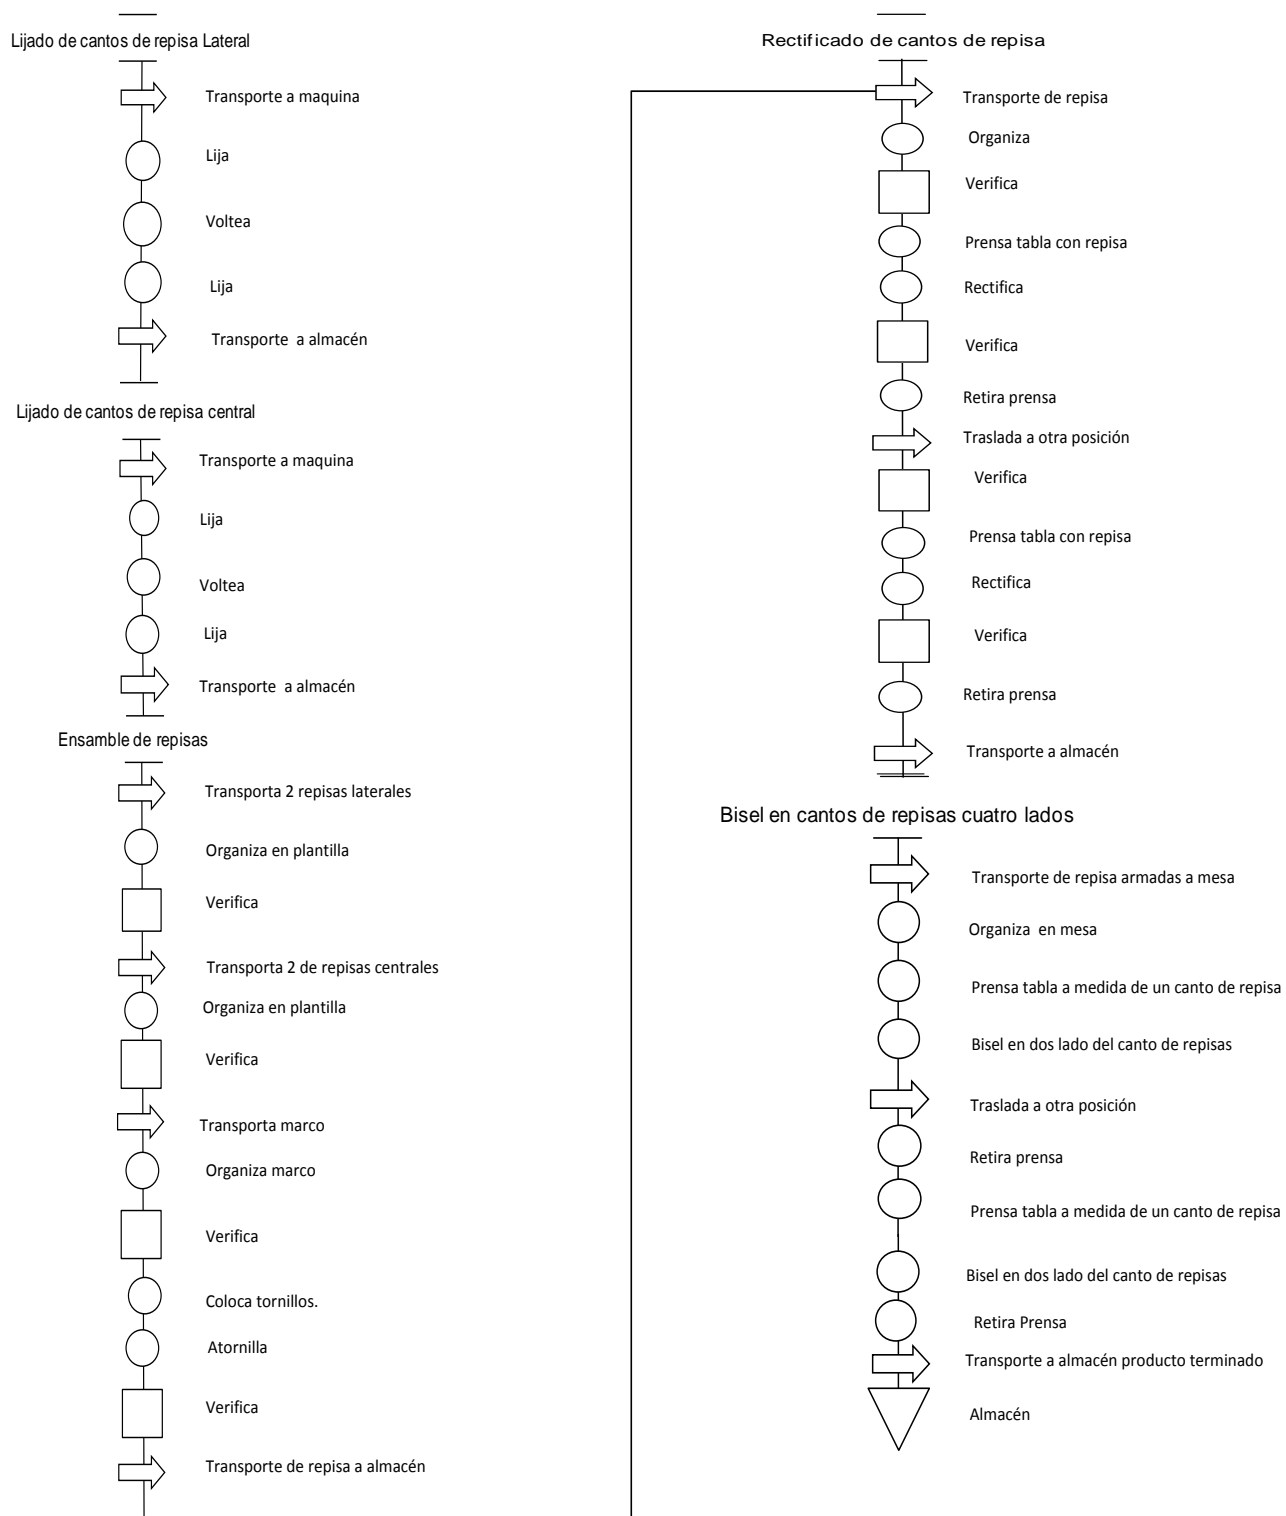 Lijado de cantos de repisa Lateral
Transporte a maquina
Lija
Voltea
Lija
Transporte a almacén
Lijado de cantos de repisa central
Transporte a maquina
Lija
Voltea
Lija
Transporte a almacén
Ensamble de repisas
Transporta 2 repisas laterales
Organiza en plantilla
Verifica
Transporta 2 de repisas centrales
Organiza en plantilla
Verifica
Transporta marco
Organiza marco
Verifica
Coloca tornillos.
Atornilla
Verifica
Transporte de repisa a almacén
Rectificado de cantos de repisa
Transporte de repisa
Organiza
Verifica
Prensa tabla con repisa
Rectifica
Verifica
Retira prensa
Traslada a otra posición
Verifica
Prensa tabla con repisa
Rectifica
Verifica
Retira prensa
Transporte a almacén
Bisel en cantos de repisas cuatro lados
Transporte de repisa armadas a mesa
Organiza en mesa
Prensa tabla a medida de un canto de repisa
Bisel en dos lado del canto de repisas
Traslada a otra posición
Retira prensa
Prensa tabla a medida de un canto de repisa
Bisel en dos lado del canto de repisas
Retira Prensa
Transporte a almacén producto terminado
Almacén